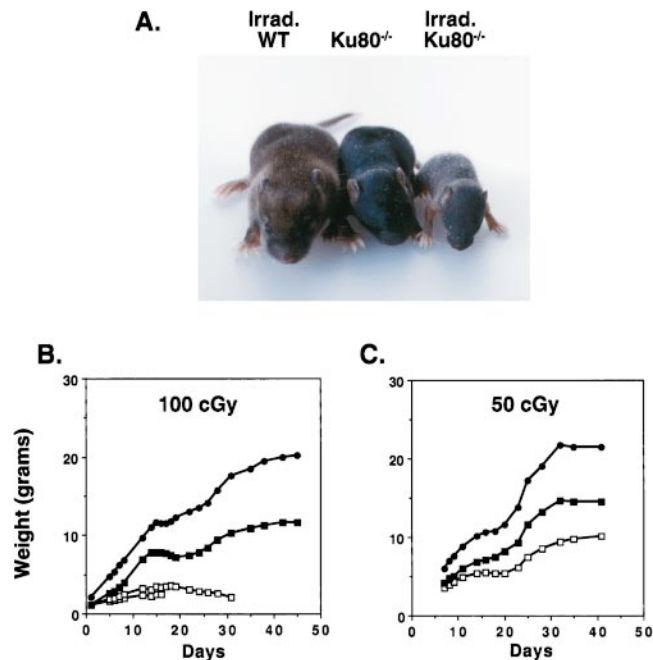 A.
Irrad. WT
Ku80-/-
Irrad. Ku80-/-
B.
100 cGy
30
20
10
0
0 10 20 30 40 50
Days
Weight (grams)
C.
50 cGy
30
20
10
0
0 10 20 30 40 50
Days